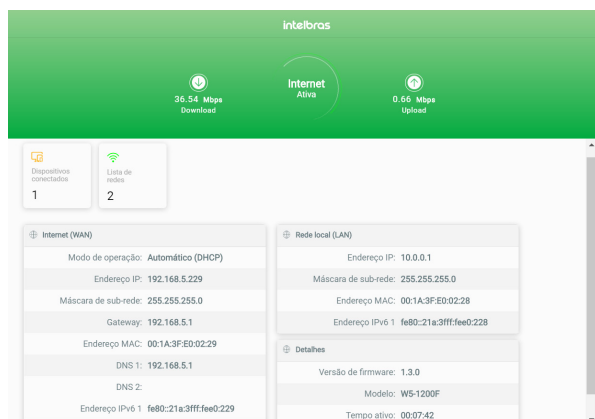 intelbras
Internet
Ativa
36.54 Mbps
Download
0.66 Mbps
Upload
Dispositivos
conectados
1
Lista de
redes
2
Internet (WAN)
Modo de operação: Automático (DHCP)
Endereço IP: 192.168.5.229
Máscara de sub-rede: 255.255.255.0
Gateway: 192.168.5.1
Endereço MAC: 00:1A:3F:E0:02:29
DNS 1: 192.168.5.1
DNS 2:
Endereço IPv6 1 fe80::21a:3fff:fee0:229
Rede local (LAN)
Endereço IP: 10.0.0.1
Máscara de sub-rede: 255.255.255.0
Endereço MAC: 00:1A:3F:E0:02:28
Endereço IPv6 1 fe80::21a:3fff:fee0:228
Detalhes
Versão de firmware: 1.3.0
Modelo: W5-1200F
Tempo ativo: 00:07:42